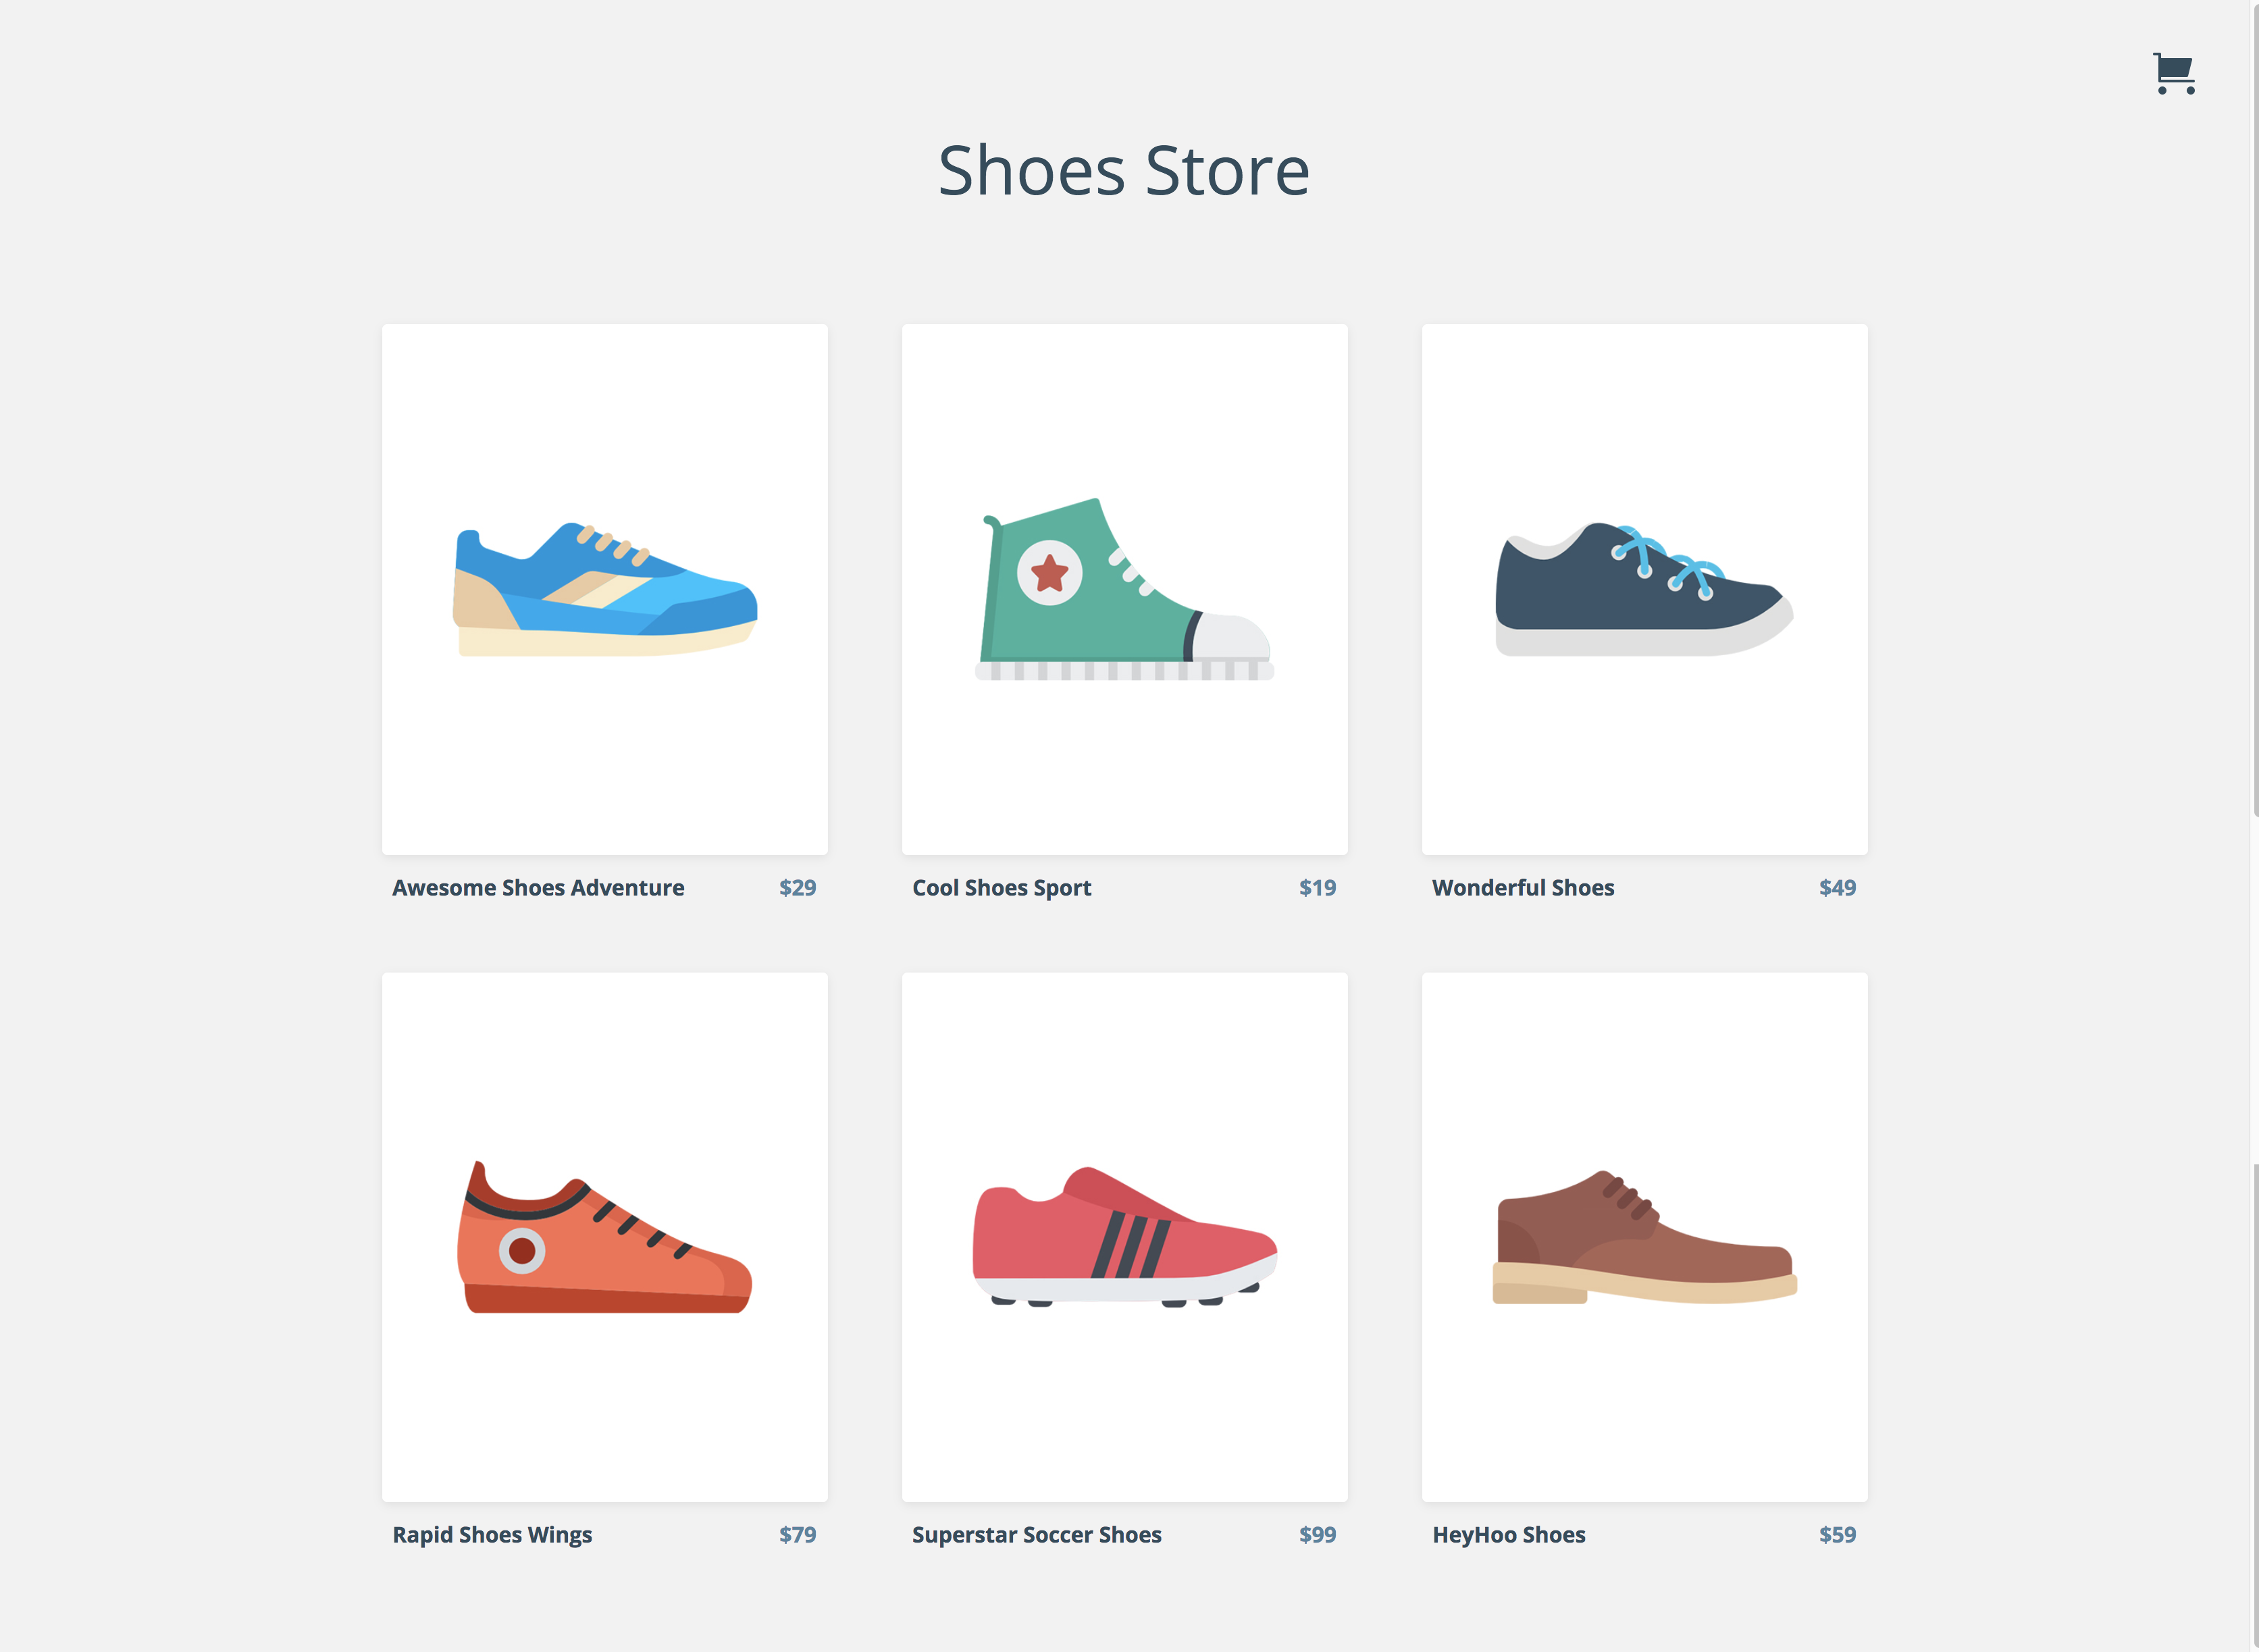 Shoes Store
Awesome Shoes Adventure $29
Cool Shoes Sport $19
Wonderful Shoes $49
Rapid Shoes Wings $79
Superstar Soccer Shoes $99
HeyHoo Shoes $59